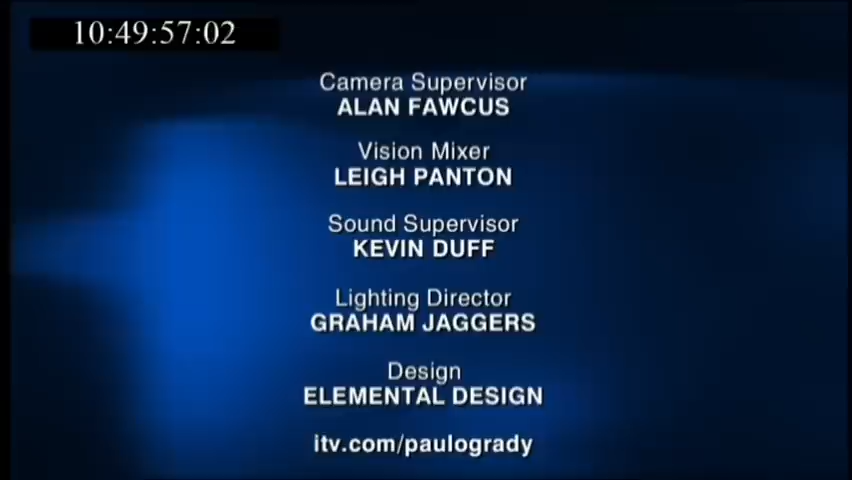 10:49:57:02
Camera Supervisor
ALAN FAWCUS
Vision Mixer
LEIGH PANTON
Sound Supervisor
KEVIN DUFF
Lighting Director
GRAHAM JAGGERS
Design
ELEMENTAL DESIGN
itv.com/paulogrady